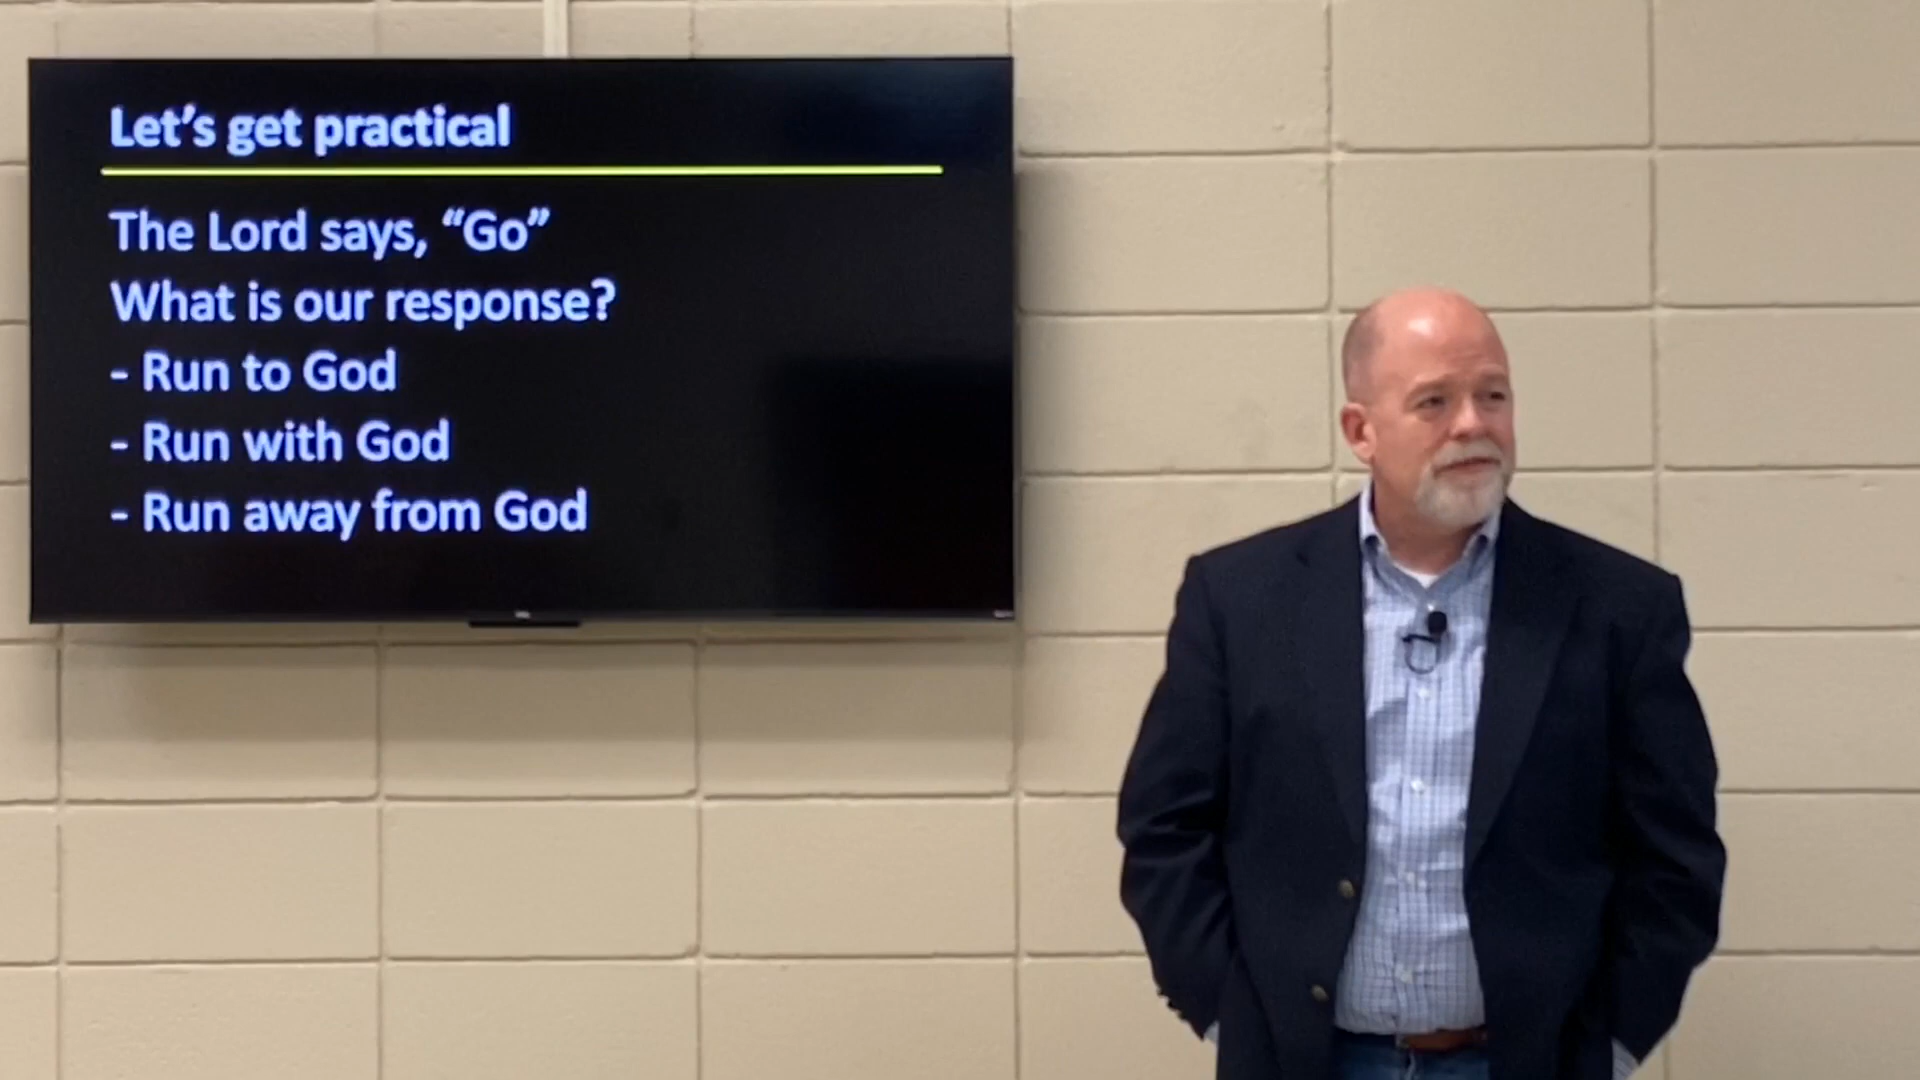 Let’s get practical
The Lord says, “Go”
What is our response?
- Run to God
- Run with God
- Run away from God